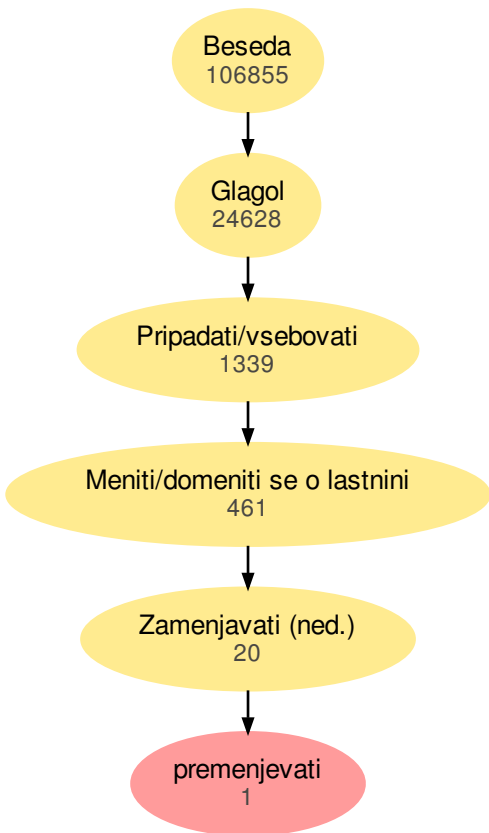 Beseda
106855
Glagol
24628
Pripadati/vsebovati
1339
Meniti/domeniti se o lastnini
461
Zamenjavati (ned.)
20
premenjevati
1